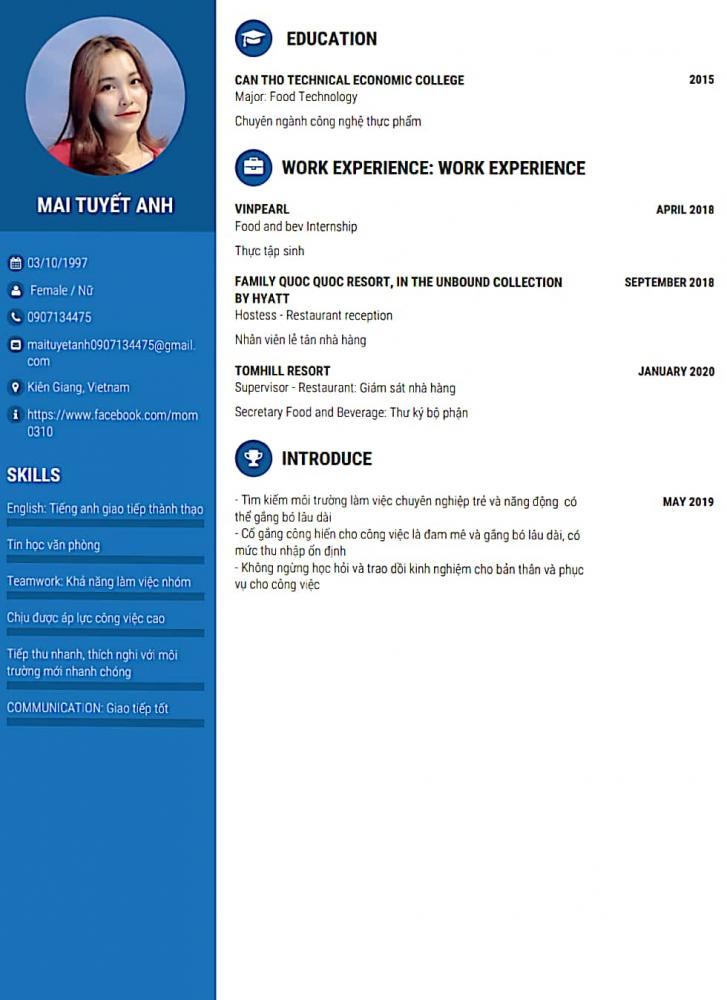 MAI TUYẾT ANH
03/10/1997
Female / Nữ
0907134475
maituyetanh0907134475@gmail.
com
Kiên Giang, Vietnam
https://www.facebook.com/mom
0310
SKILLS
English: Tiếng anh giao tiếp thành thạo
Tin học văn phòng
Teamwork: Khả năng làm việc nhóm
Chịu được áp lực công việc cao
Tiếp thu nhanh, thích nghi với môi
trường mới nhanh chóng
COMMUNICATION: Giao tiếp tốt
EDUCATION
CAN THO TECHNICAL ECONOMIC COLLEGE 2015
Major: Food Technology
Chuyên ngành công nghệ thực phẩm
WORK EXPERIENCE: WORK EXPERIENCE
VINPEARL APRIL 2018
Food and bev Internship
Thực tập sinh
FAMILY QUOC QUOC RESORT, IN THE UNBOUND COLLECTION SEPTEMBER 2018
BY HYATT
Hostess - Restaurant reception
Nhân viên lễ tân nhà hàng
TOMHILL RESORT JANUARY 2020
Supervisor - Restaurant: Giám sát nhà hàng
Secretary Food and Beverage: Thư ký bộ phận
INTRODUCE
- Tìm kiếm môi trường làm việc chuyên nghiệp trẻ và năng động có MAY 2019
thể gắng bó lâu dài
- Cố gắng cộng hiến cho công việc là đam mê và gắng bó lâu dài, có
mức thu nhập ổn định
- Không ngừng học hỏi và trao dồi kinh nghiệm cho bản thân và phục
vụ cho công việc